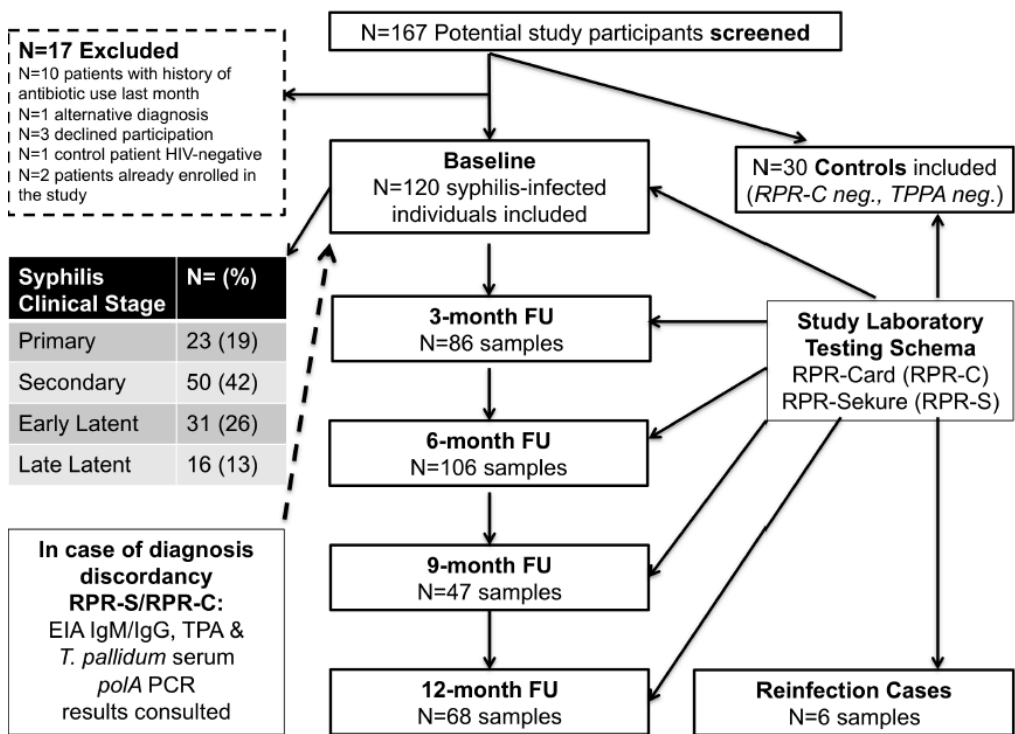 N=167 Potential study participants screened
N=17 Excluded
N=10 patients with history of
antibiotic use last month
N=1 alternative diagnosis
N=3 declined participation
N=1 control patient HIV-negative
N=2 patients already enrolled in
the study
Baseline
N=120 syphilis-infected
individuals included
N=30 Controls included
(RPR-C neg., TPPA neg.)
Syphilis
Clinical Stage
N= (%)
Primary 23 (19)
Secondary 50 (42)
Early Latent 31 (26)
Late Latent 16 (13)
3-month FU
N=86 samples
Study Laboratory
Testing Schema
RPR-Card (RPR-C)
RPR-Sekure (RPR-S)
6-month FU
N=106 samples
In case of diagnosis
discordancy
RPR-S/RPR-C:
EIA IgM/IgG, TPA &
T. pallidum serum
polA PCR
results consulted
9-month FU
N=47 samples
12-month FU
N=68 samples
Reinfection Cases
N=6 samples